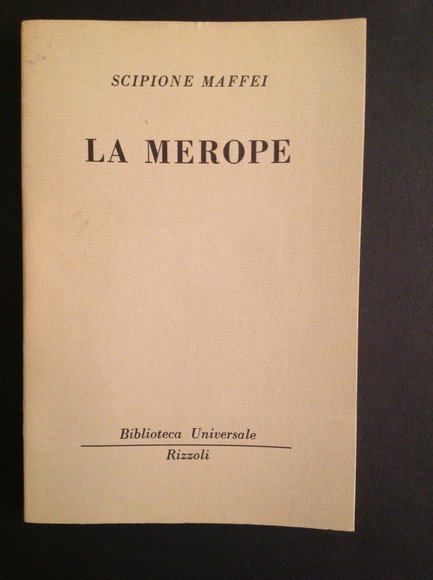 SCIPIONE MAFFEI
LA MEROPE
Biblioteca Universale
Rizzoli